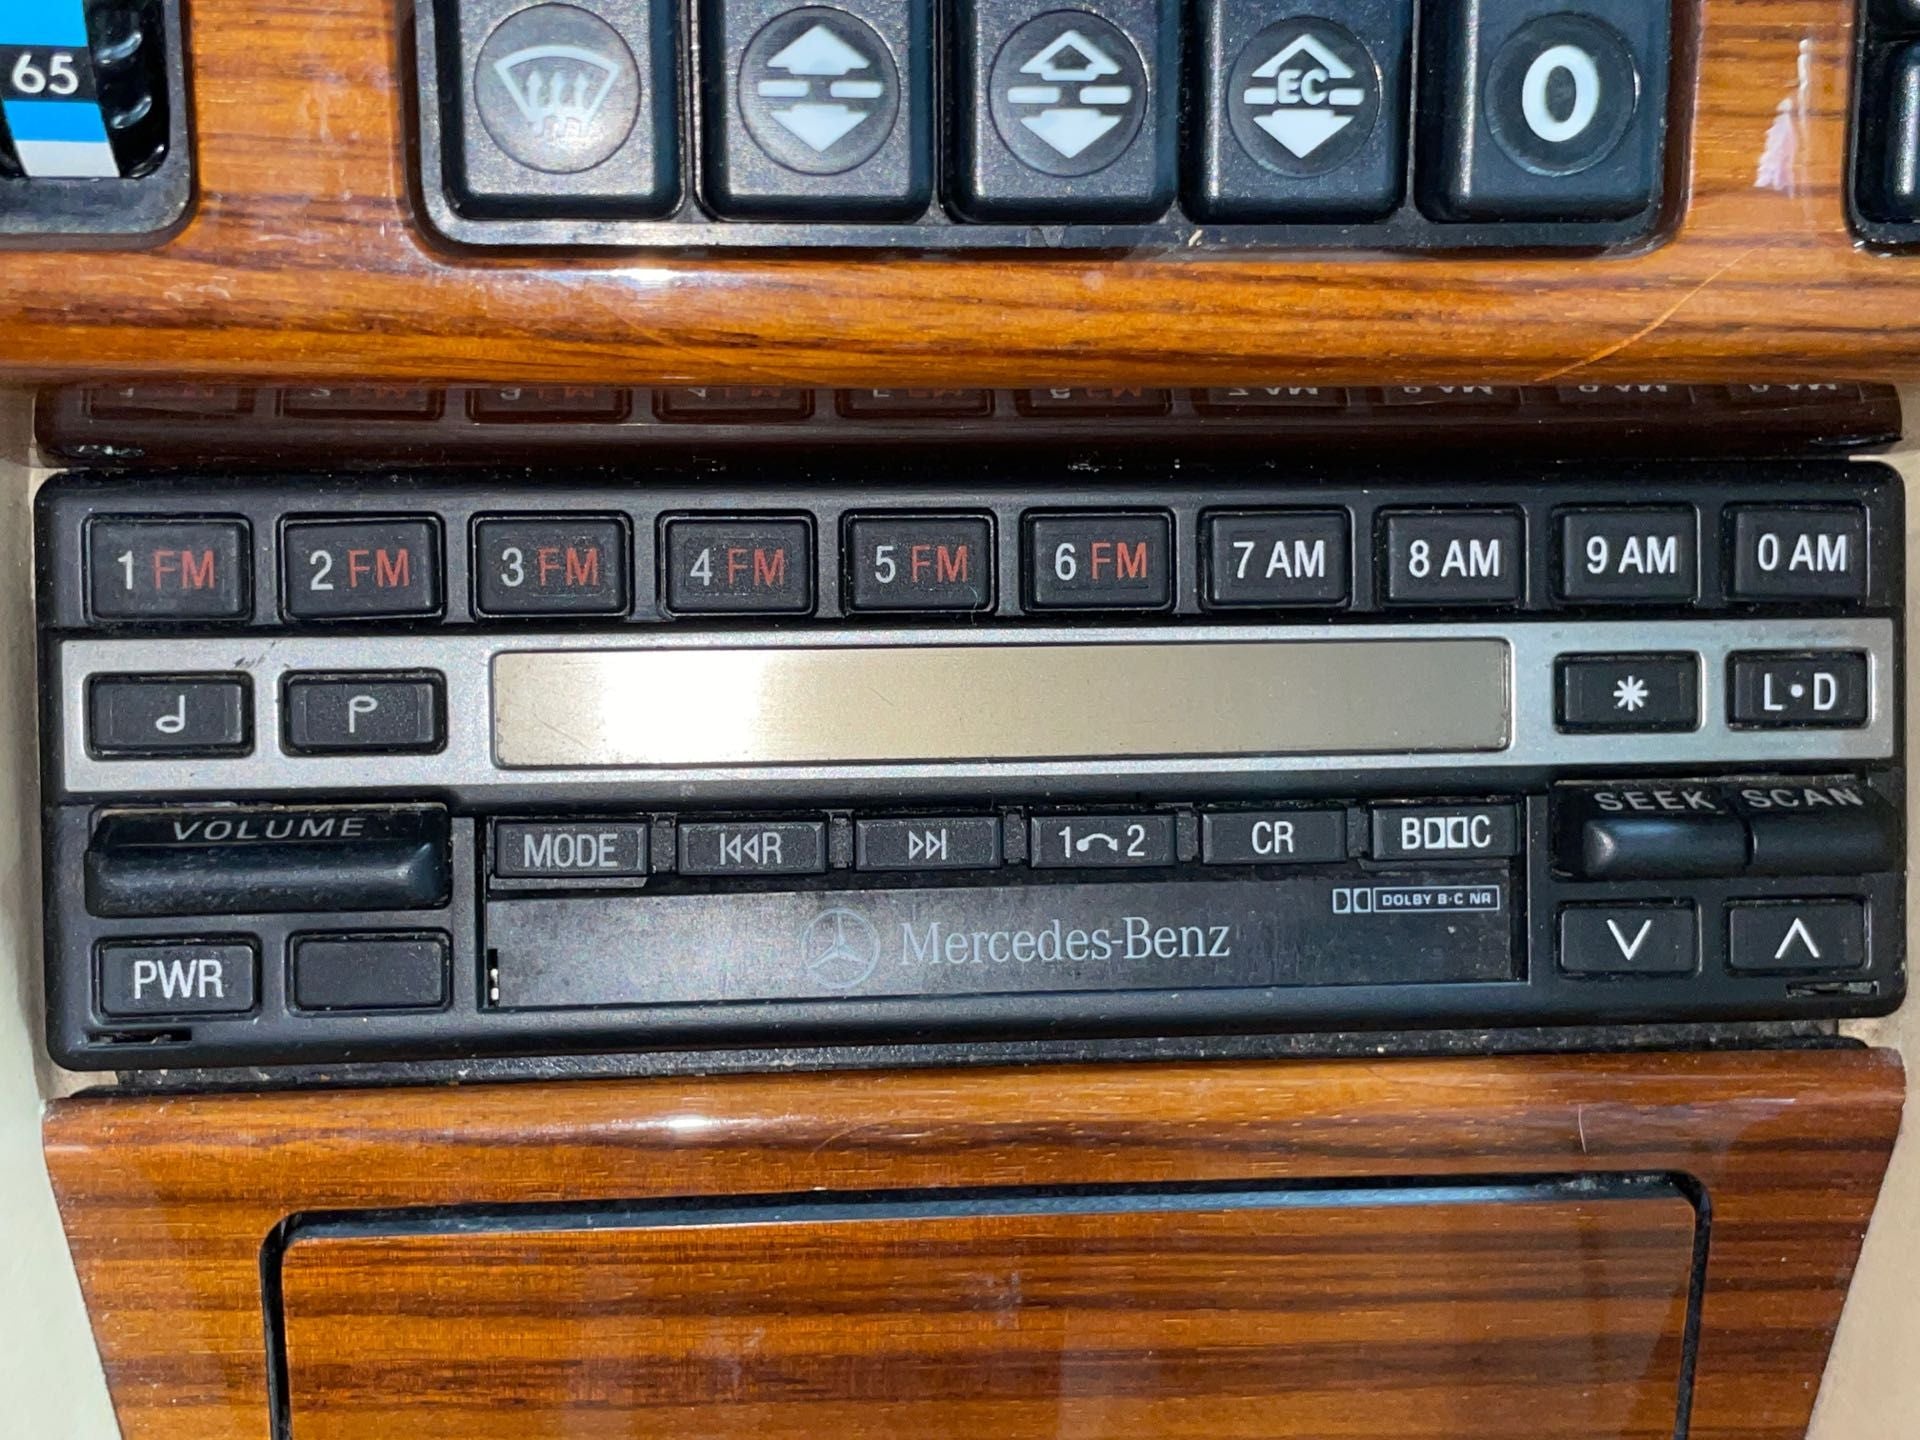 65
EC
0
1 FM 2 FM 3 FM 4 FM 5 FM 6 FM 7 AM 8 AM 9 AM 0 AM
L•D
VOLUME
SEEK SCAN
MODE R 1 2 CR B C
DOLBY B·C NR
Mercedes-Benz
PWR